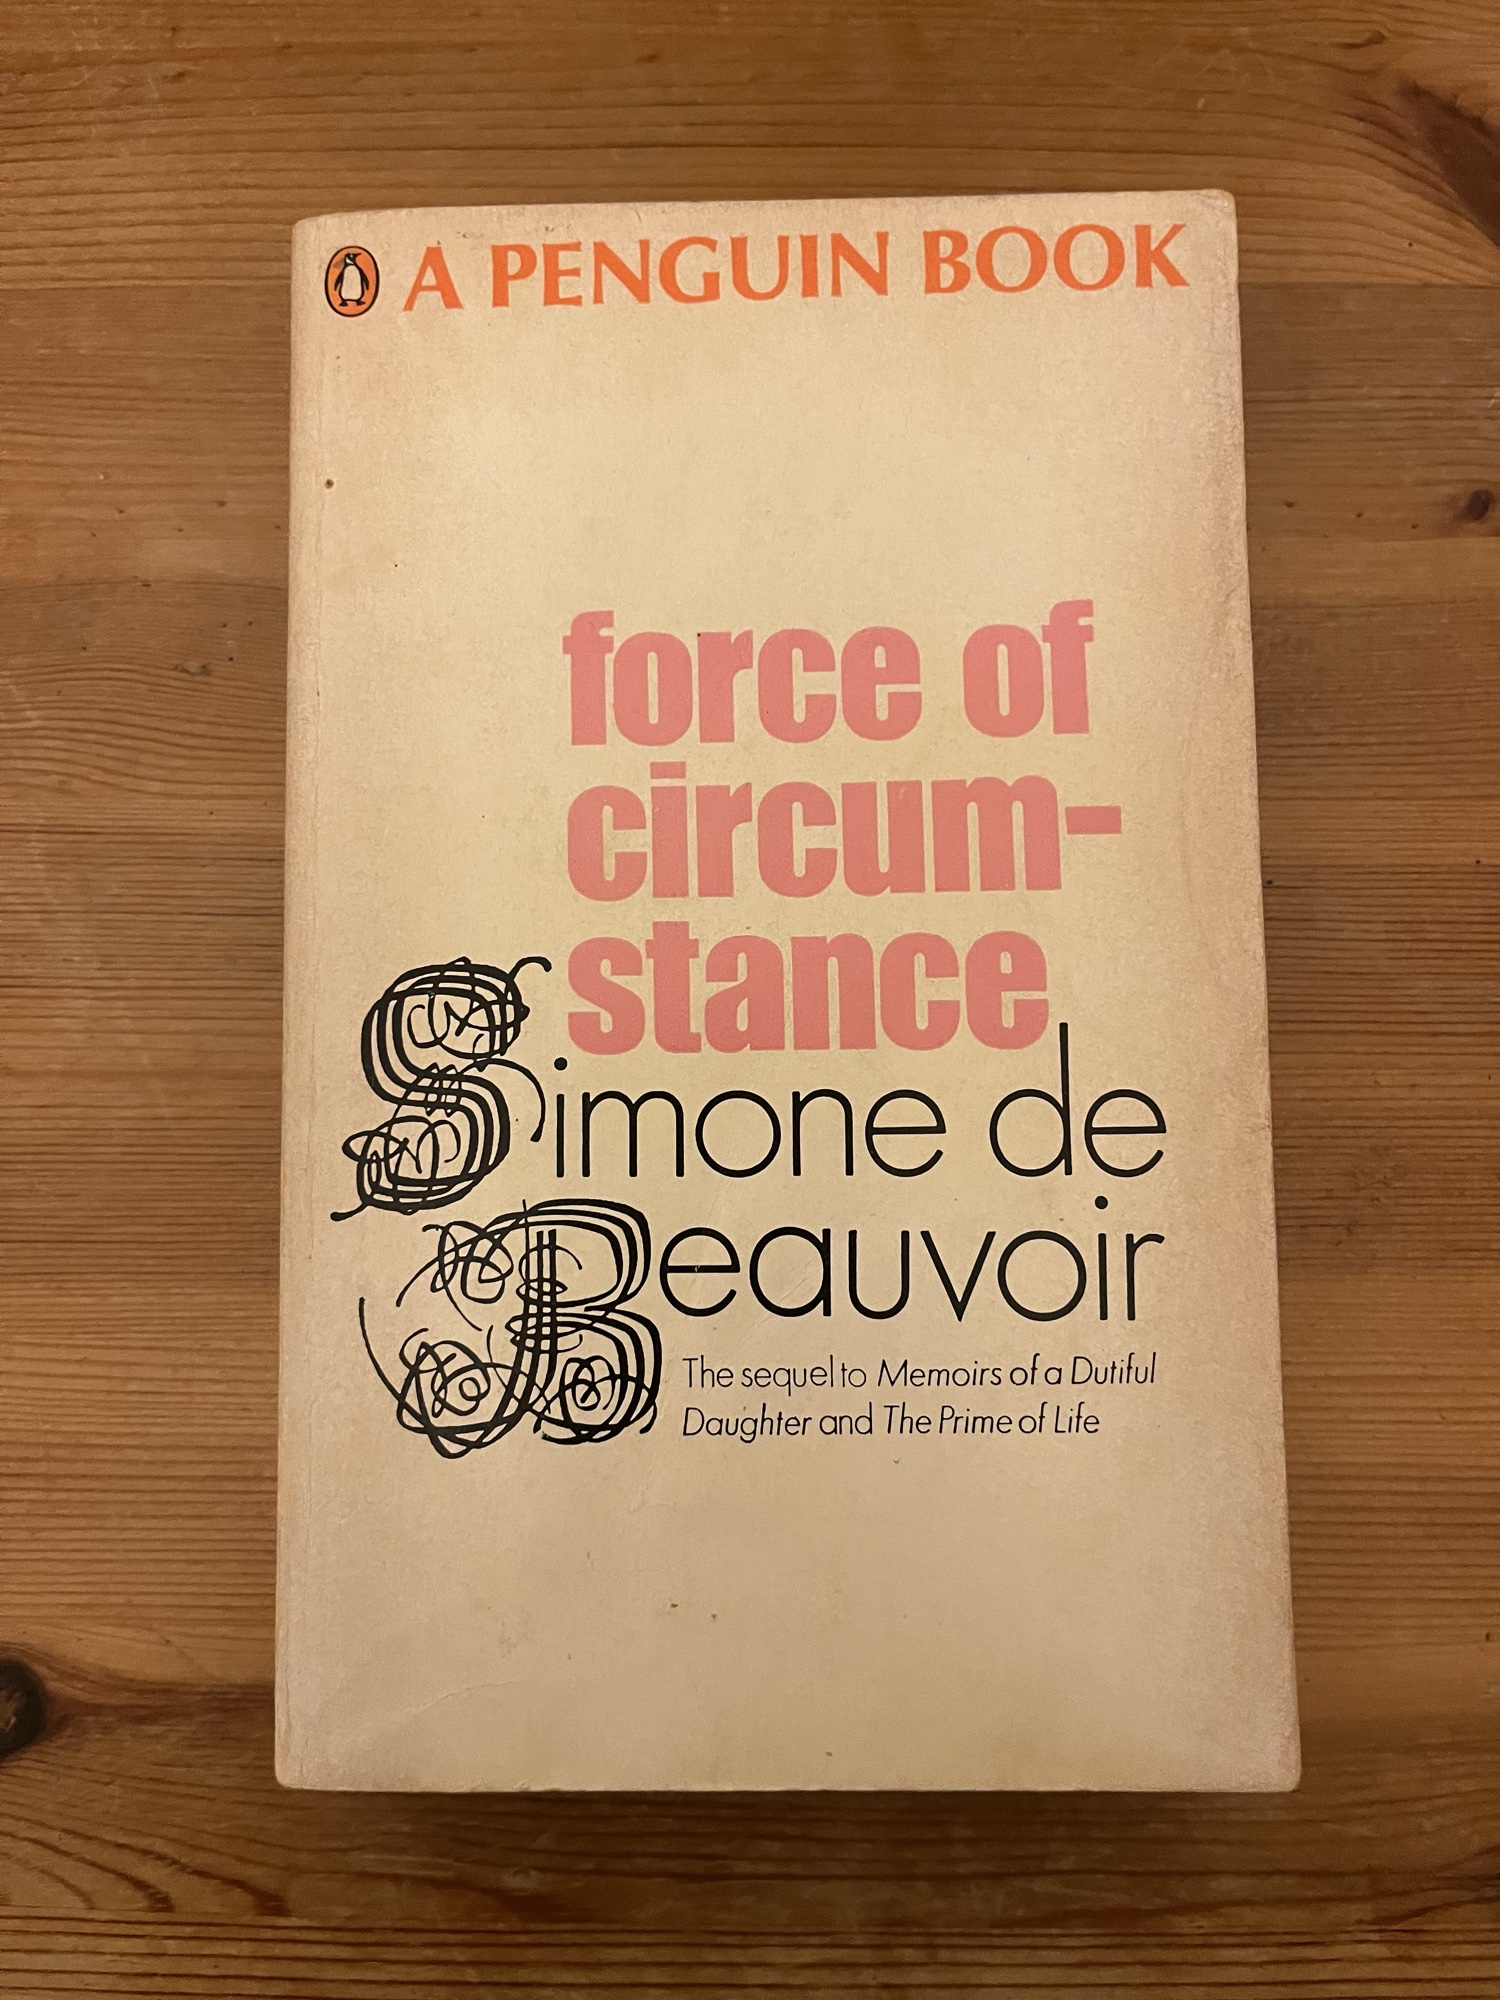 A PENGUIN BOOK
force of
circum-
stance
Simone de
Beauvoir
The sequel to Memoirs of a Dutiful
Daughter and The Prime of Life